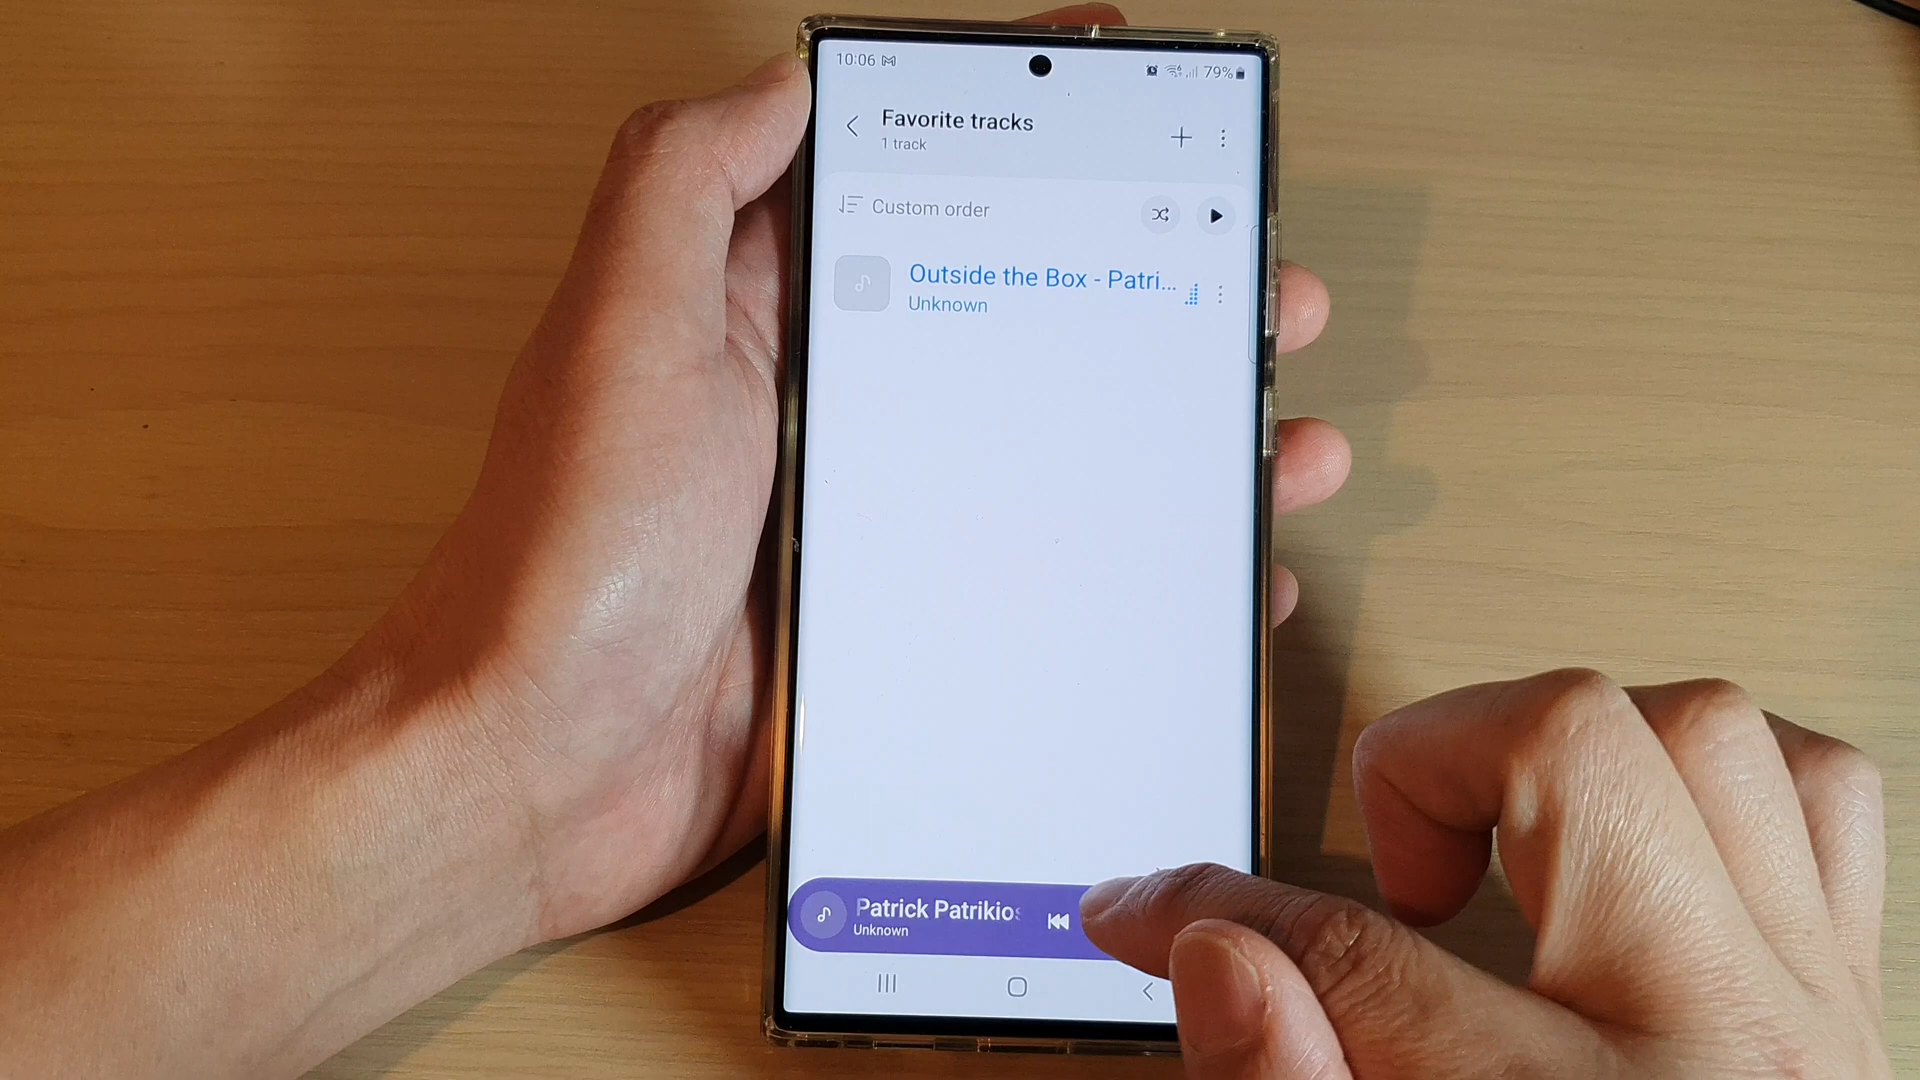 10:06
79%
Favorite tracks
1 track
Custom order
Outside the Box - Patri...
Unknown
Patrick Patrikios
Unknown